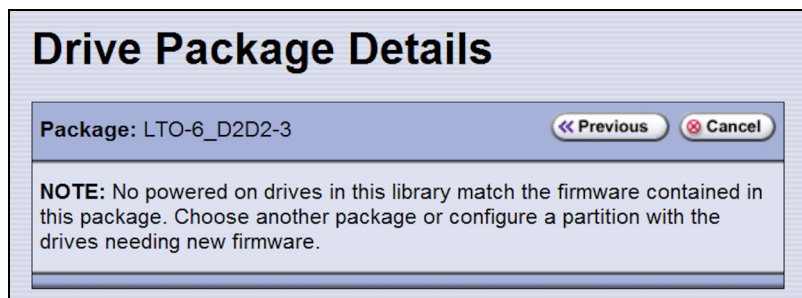 Drive Package Details
Package: LTO-6_D2D2-3
Previous
Cancel
NOTE: No powered on drives in this library match the firmware contained in
this package. Choose another package or configure a partition with the
drives needing new firmware.